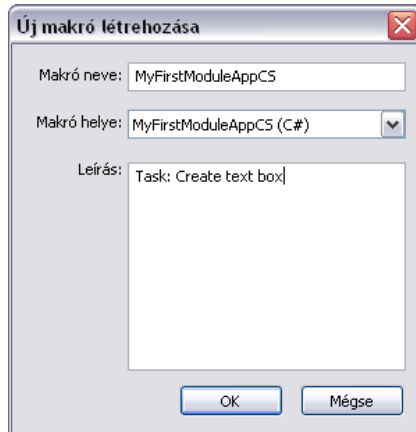 Új makró létrehozása
Makró neve: MyFirstModuleAppCS
Makró helye: MyFirstModuleAppCS (C#)
Leírás: Task: Create text box
OK Mégse